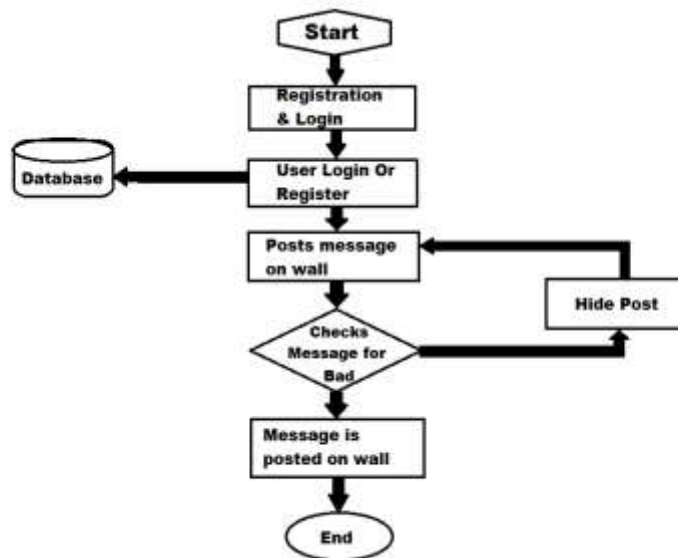 Start
Registration
& Login
User Login Or
Register
Database
Posts message
on wall
Hide Post
Checks
Message for
Bad
Message is
posted on wall
End